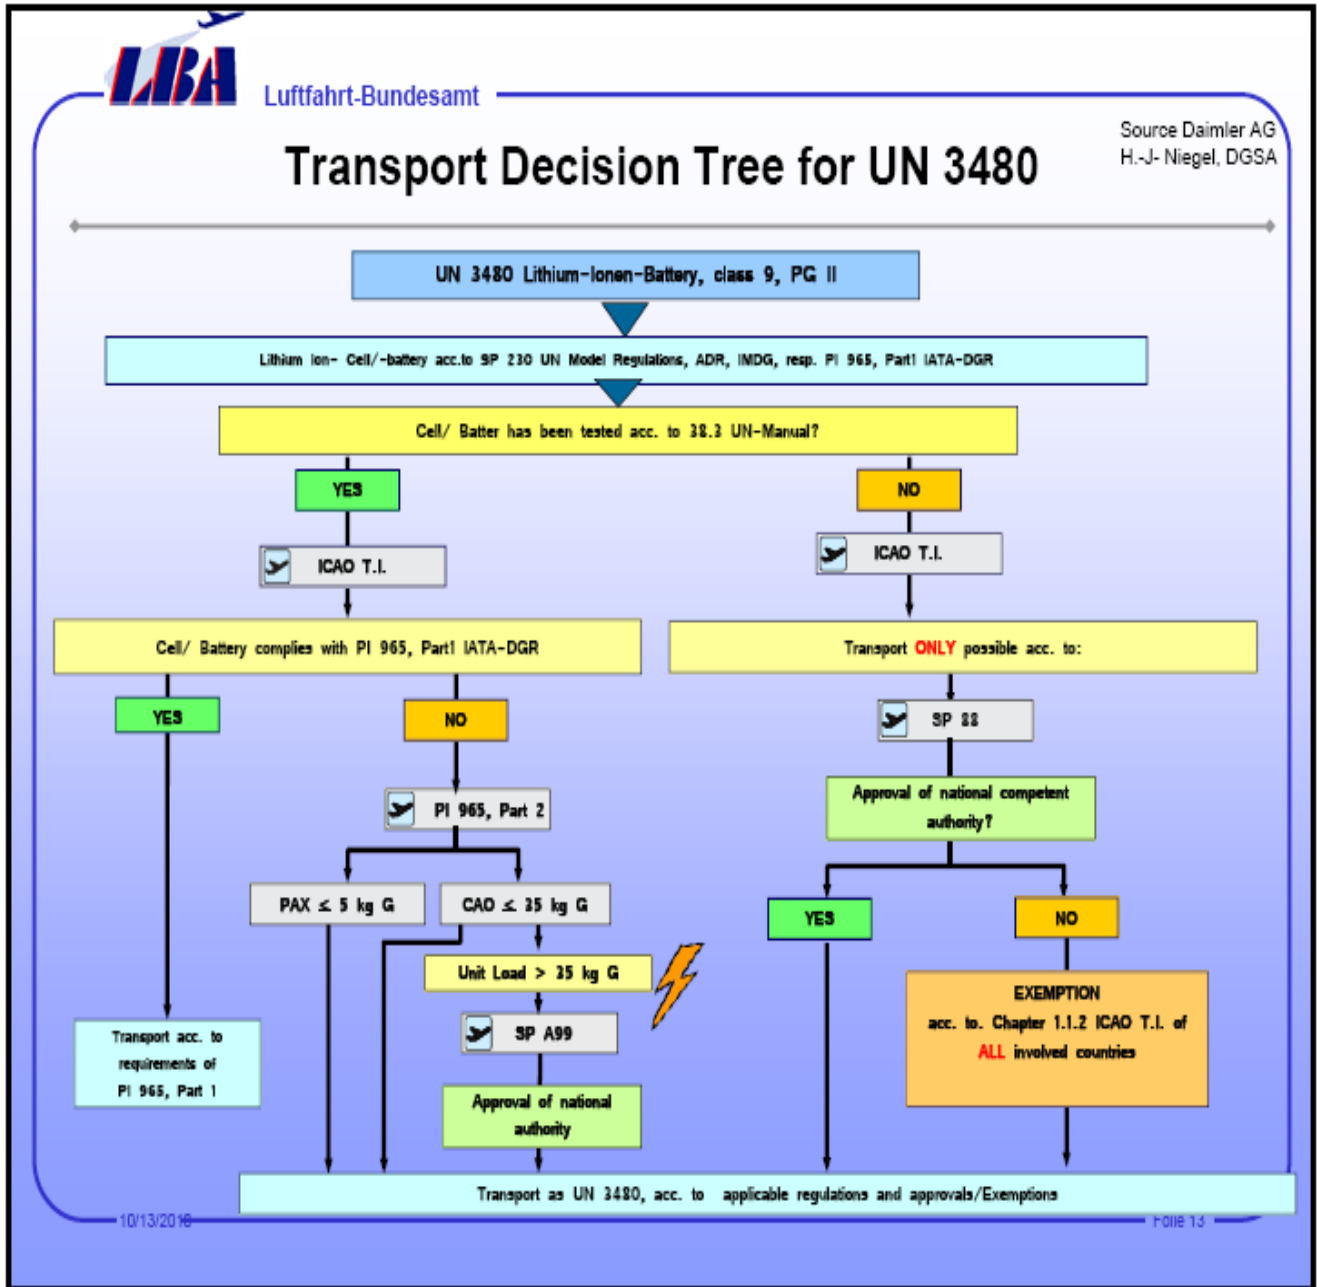 LBA
Luftfahrt-Bundesamt
Source Daimler AG
H.-J- Niegel, DGSA
Transport Decision Tree for UN 3480
UN 3480 Lithium-Ionen-Battery, class 9, PG II
Lithium Ion- Cell/-battery acc.to SP 230 UN Model Regulations, ADR, IMDG, resp. PI 965, Part1 IATA-DGR
Cell/ Batter has been tested acc. to 38.3 UN-Manual?
YES
NO
ICAO T.I.
ICAO T.I.
Cell/ Battery complies with PI 965, Part1 IATA-DGR
Transport ONLY possible acc. to:
YES
NO
SP 88
PI 965, Part 2
Approval of national competent
authority?
PAX ≤ 5 kg G
CAO ≤ 35 kg G
YES
NO
Unit Load > 35 kg G
SP A99
EXEMPTION
acc. to. Chapter 1.1.2 ICAO T.I. of
ALL involved countries
Transport acc. to
requirements of
PI 965, Part 1
Approval of national
authority
Transport as UN 3480, acc. to applicable regulations and approvals/Exemptions
10/13/2010
Folie 13